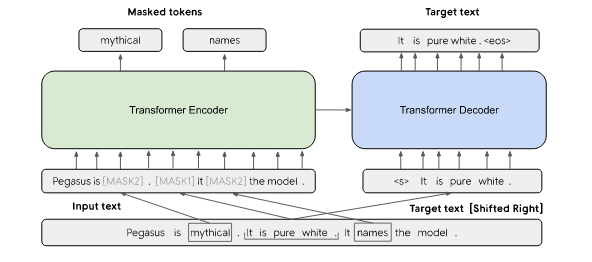 Masked tokens Target text
mythical names It is pure white . <eos>
Transformer Encoder Transformer Decoder
Pegasus is [MASK2] . [MASK1] It [MASK2] the model . <s> It is pure white .
Input text Target text [Shifted Right]
Pegasus is mythical . It is pure white . It names the model .